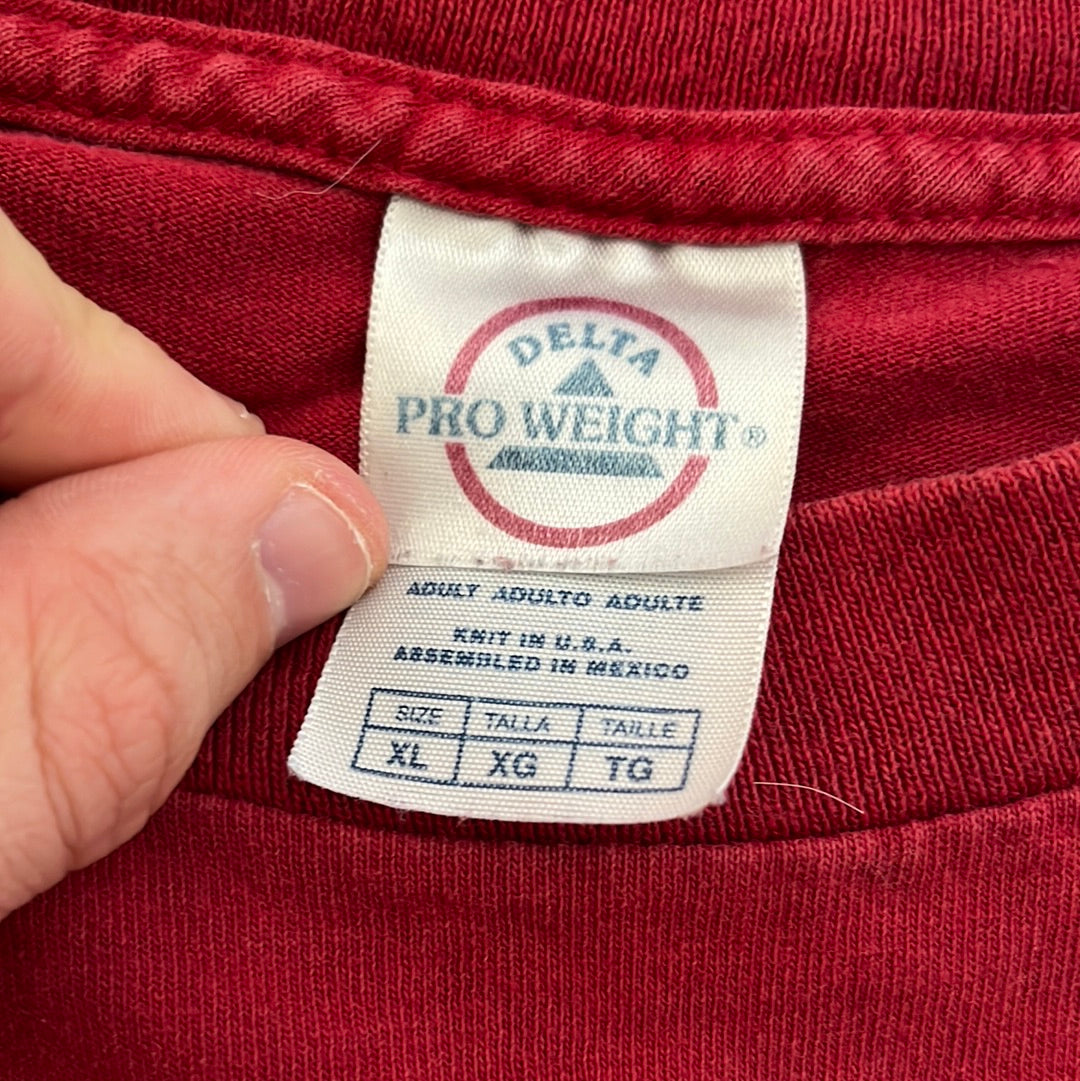 DELTA
PRO WEIGHT®
ADULT ADULTO ADULTE
KNIT IN U.S.A.
ASSEMBLED IN MEXICO
SIZE TALLA TAILLE
XL XG TG